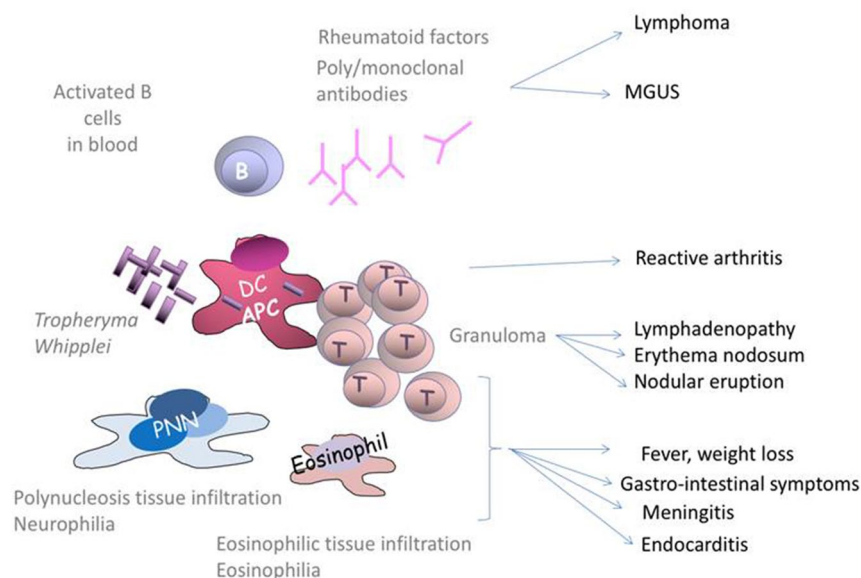 Rheumatoid factors
Poly/monoclonal
antibodies
Lymphoma
MGUS
Activated B
cells
in blood
B
Reactive arthritis
DC
APC
T
T
T
T
T
T
T
Tropheryma
Whipplei
Granuloma
Lymphadenopathy
Erythema nodosum
Nodular eruption
PNN
Eosinophil
Fever, weight loss
Gastro-intestinal symptoms
Meningitis
Endocarditis
Polynucleosis tissue infiltration
Neurophilia
Eosinophilic tissue infiltration
Eosinophilia